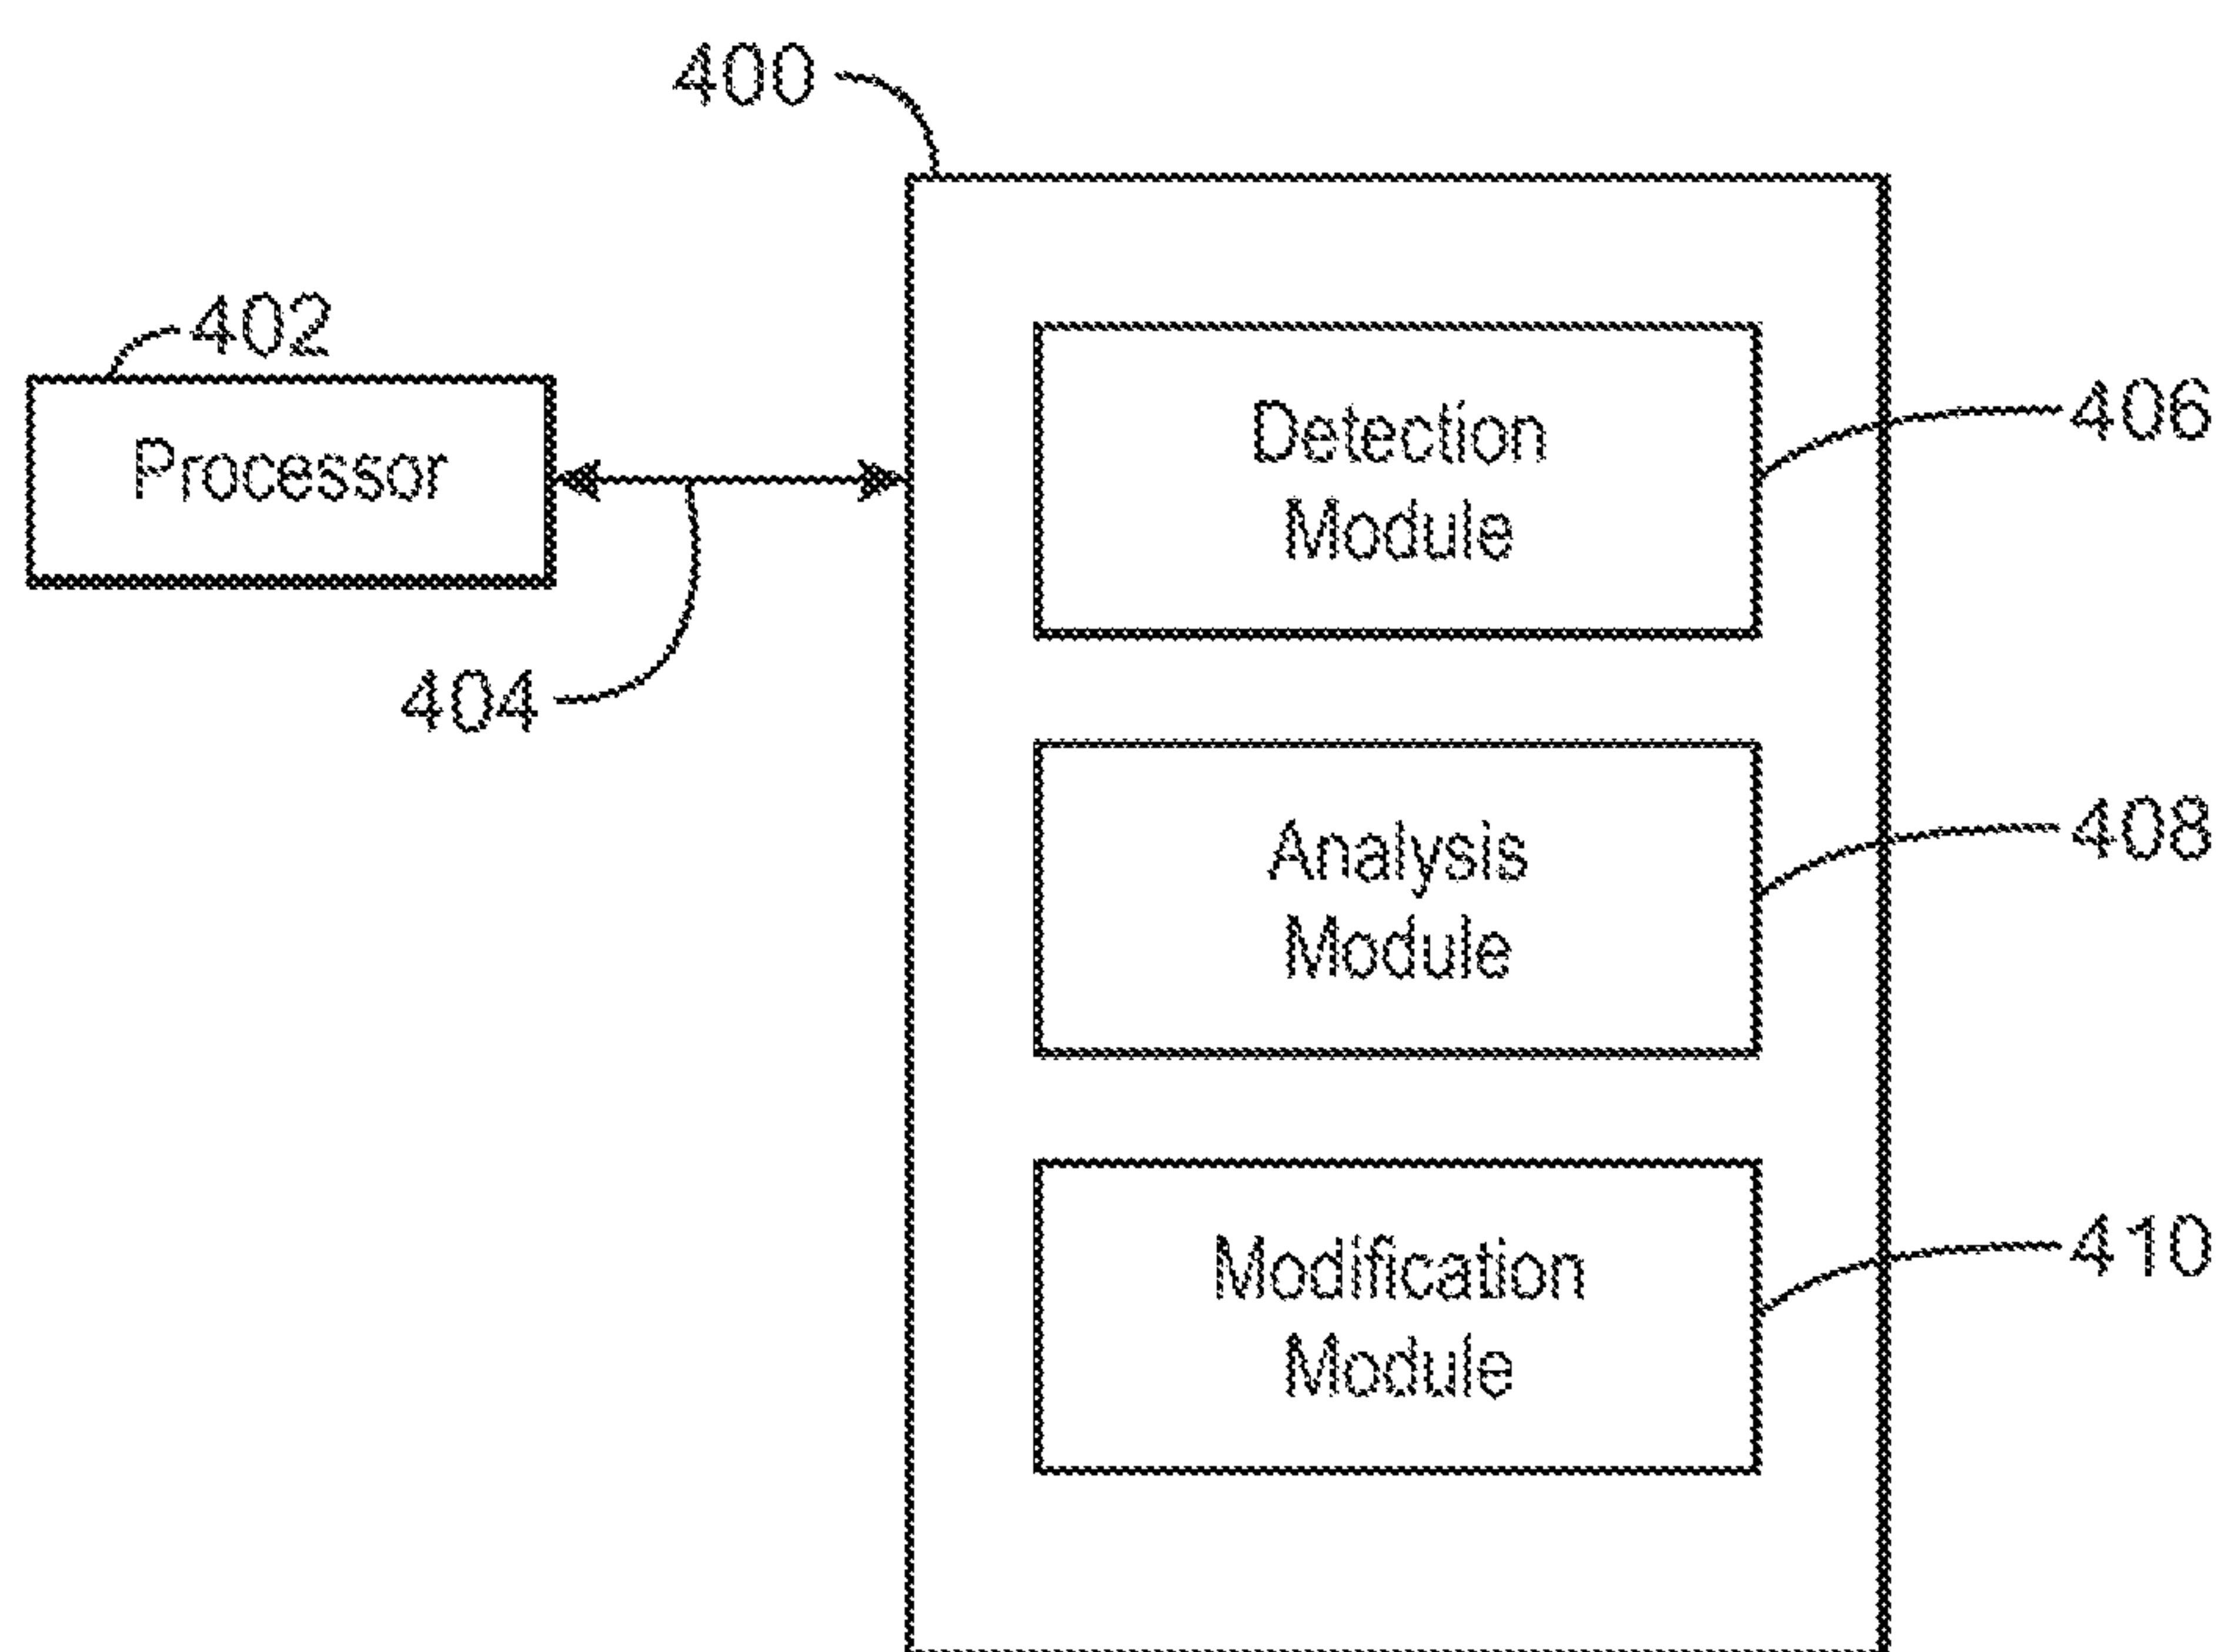 400
402
Processor
404
Detection
Module
406
Analysis
Module
408
Modification
Module
410